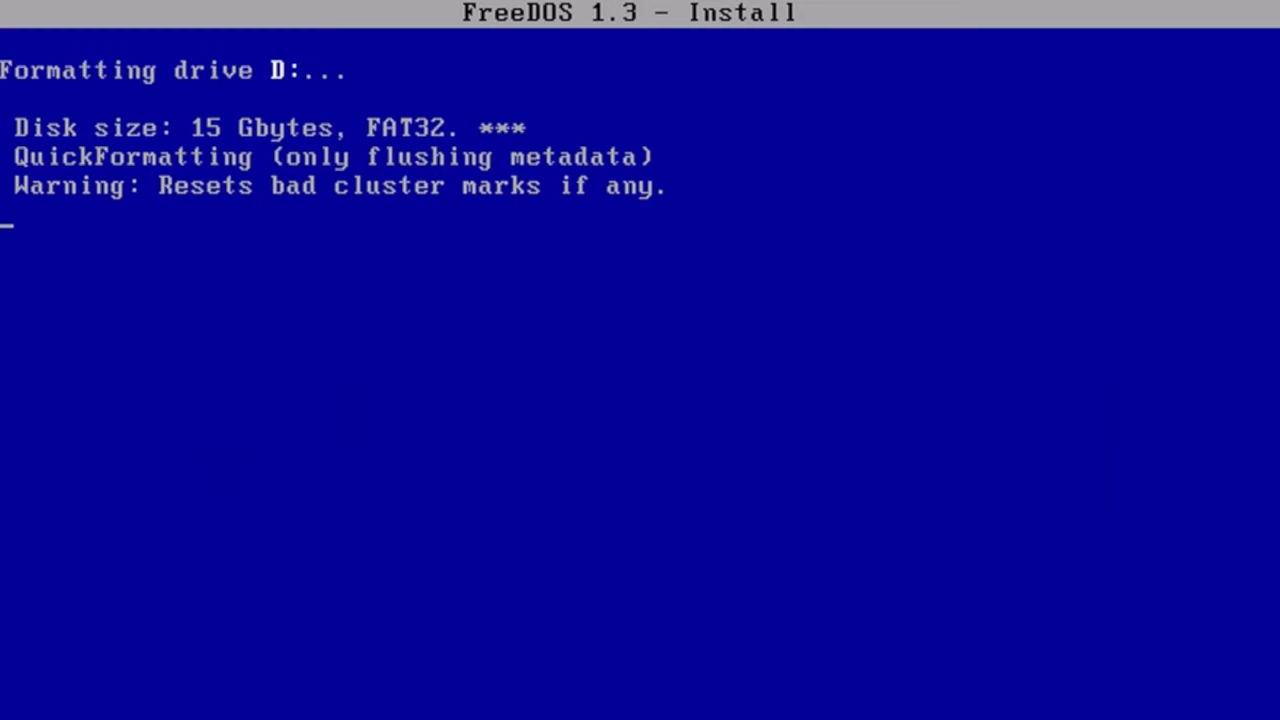 FreeDOS 1.3 - Install
Formatting drive D:...
Disk size: 15 Gbytes, FAT32. ***
QuickFormatting (only flushing metadata)
Warning: Resets bad cluster marks if any.
_